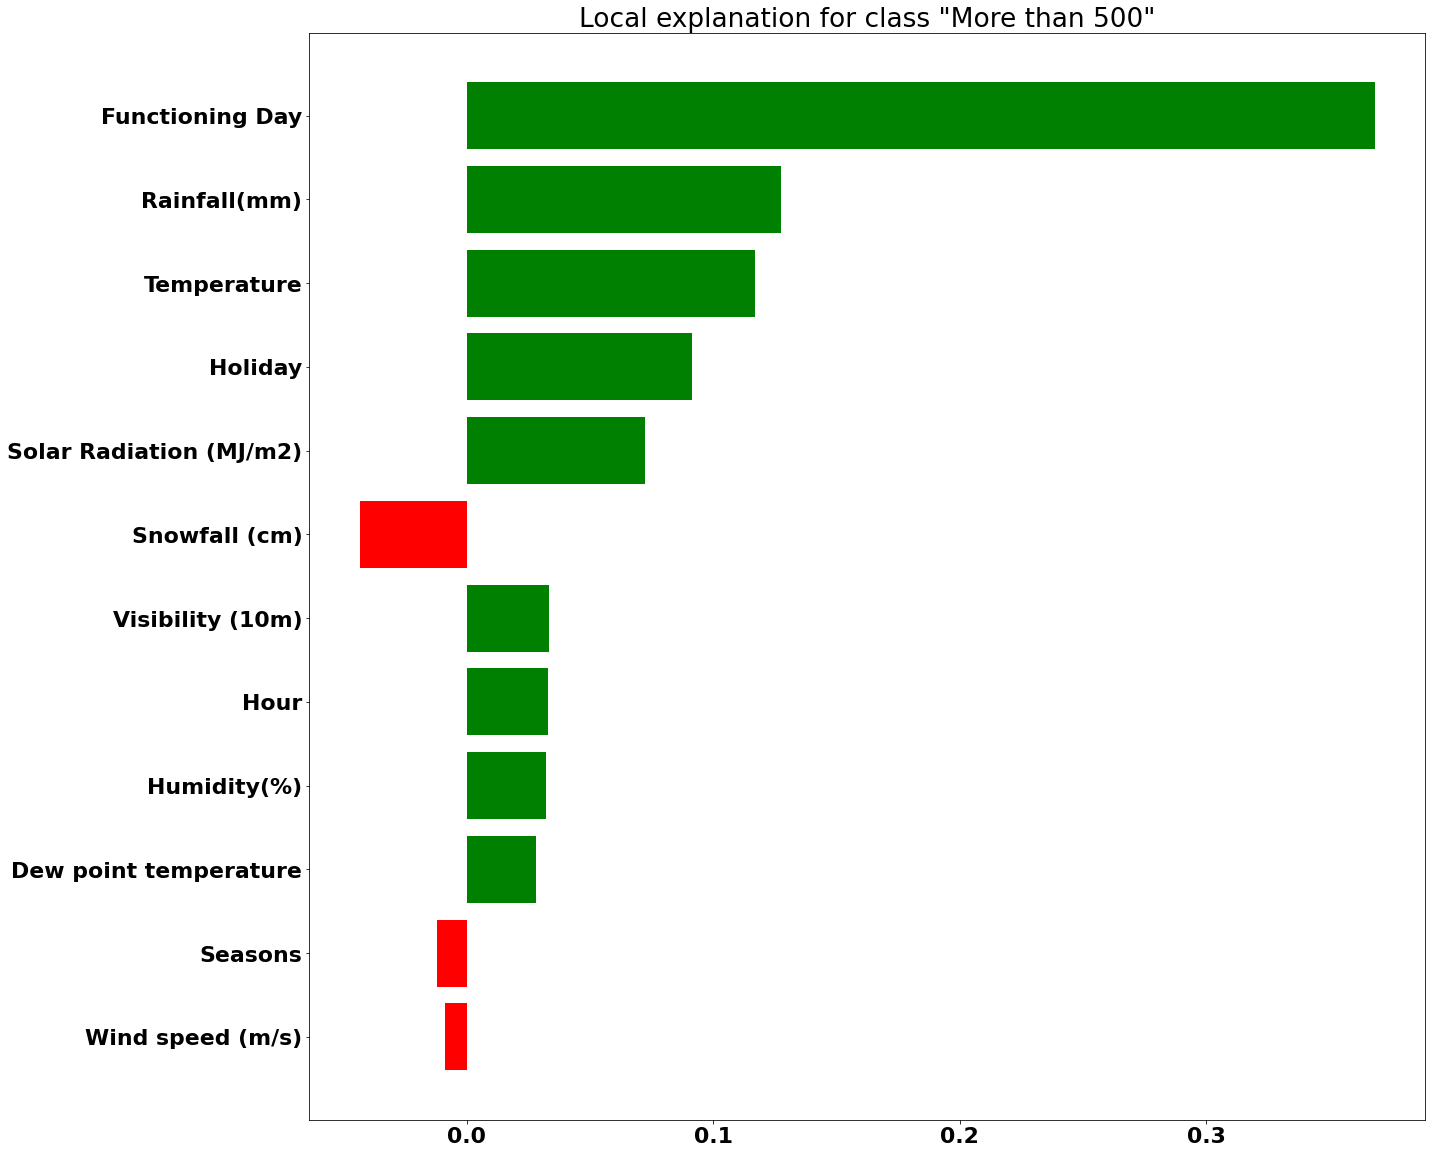 Local explanation for class "More than 500"
Functioning Day
Rainfall(mm)
Temperature
Holiday
Solar Radiation (MJ/m2)
Snowfall (cm)
Visibility (10m)
Hour
Humidity(%)
Dew point temperature
Seasons
Wind speed (m/s)
0.0 0.1 0.2 0.3